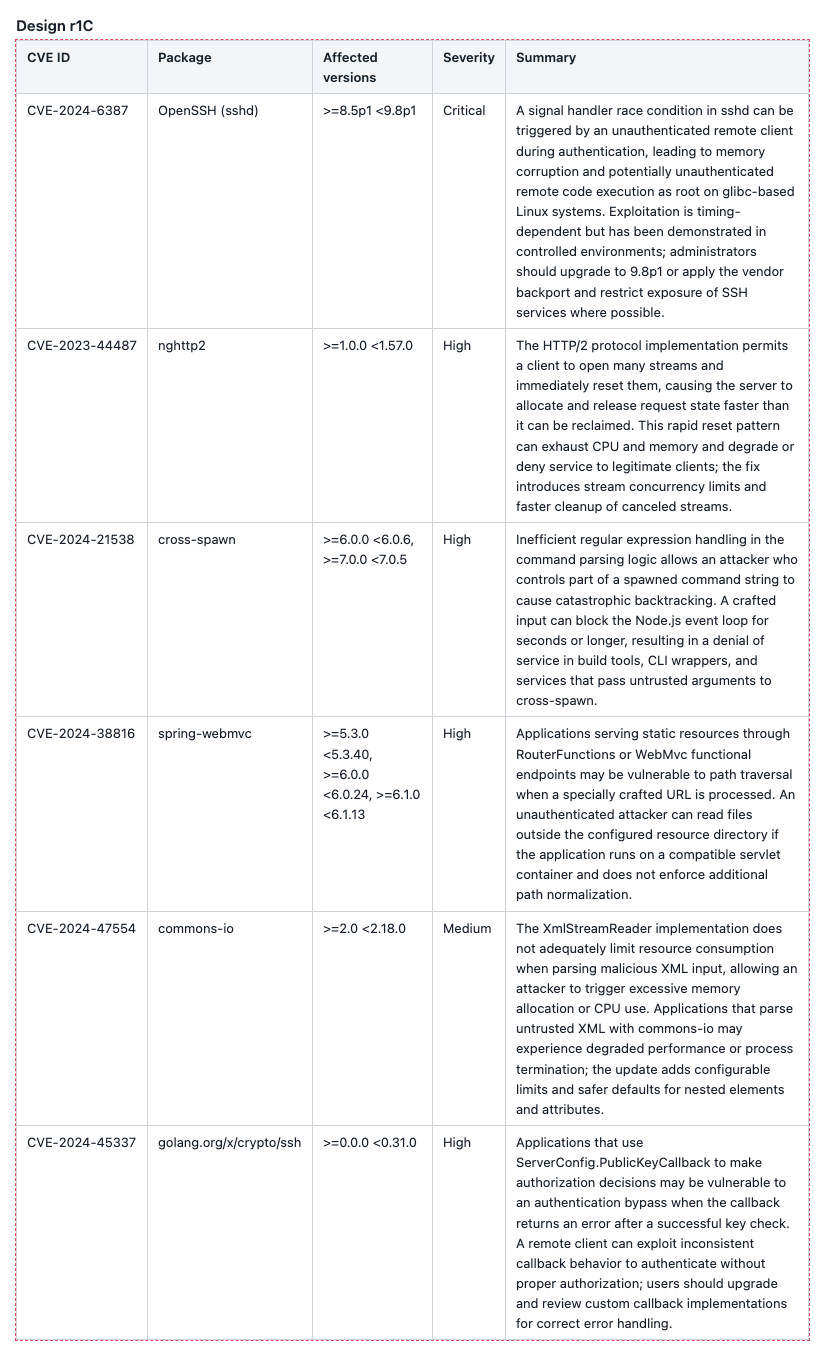 Design r1C
CVE ID Package Affected versions Severity Summary
CVE-2024-6387 OpenSSH (sshd) >=8.5p1 <9.8p1 Critical A signal handler race condition in sshd can be
triggered by an unauthenticated remote client
during authentication, leading to memory
corruption and potentially unauthenticated
remote code execution as root on glibc-based
Linux systems. Exploitation is timing-
dependent but has been demonstrated in
controlled environments; administrators
should upgrade to 9.8p1 or apply the vendor
backport and restrict exposure of SSH
services where possible.
CVE-2023-44487 nghttp2 >=1.0.0 <1.57.0 High The HTTP/2 protocol implementation permits
a client to open many streams and
immediately reset them, causing the server to
allocate and release request state faster than
it can be reclaimed. This rapid reset pattern
can exhaust CPU and memory and degrade or
deny service to legitimate clients; the fix
introduces stream concurrency limits and
faster cleanup of canceled streams.
CVE-2024-21538 cross-spawn >=6.0.0 <6.0.6, >=7.0.0 <7.0.5 High Inefficient regular expression handling in the
command parsing logic allows an attacker who
controls part of a spawned command string to
cause catastrophic backtracking. A crafted
input can block the Node.js event loop for
seconds or longer, resulting in a denial of
service in build tools, CLI wrappers, and
services that pass untrusted arguments to
cross-spawn.
CVE-2024-38816 spring-webmvc >=5.3.0 <5.3.40, >=6.0.0 <6.0.24, >=6.1.0 <6.1.13 High Applications serving static resources through
RouterFunctions or WebMvc functional
endpoints may be vulnerable to path traversal
when a specially crafted URL is processed. An
unauthenticated attacker can read files
outside the configured resource directory if
the application runs on a compatible servlet
container and does not enforce additional
path normalization.
CVE-2024-47554 commons-io >=2.0 <2.18.0 Medium The XmlStreamReader implementation does
not adequately limit resource consumption
when parsing malicious XML input, allowing an
attacker to trigger excessive memory
allocation or CPU use. Applications that parse
untrusted XML with commons-io may
experience degraded performance or process
termination; the update adds configurable
limits and safer defaults for nested elements
and attributes.
CVE-2024-45337 golang.org/x/crypto/ssh >=0.0.0 <0.31.0 High Applications that use
ServerConfig.PublicKeyCallback to make
authorization decisions may be vulnerable to
an authentication bypass when the callback
returns an error after a successful key check.
A remote client can exploit inconsistent
callback behavior to authenticate without
proper authorization; users should upgrade
and review custom callback implementations
for correct error handling.